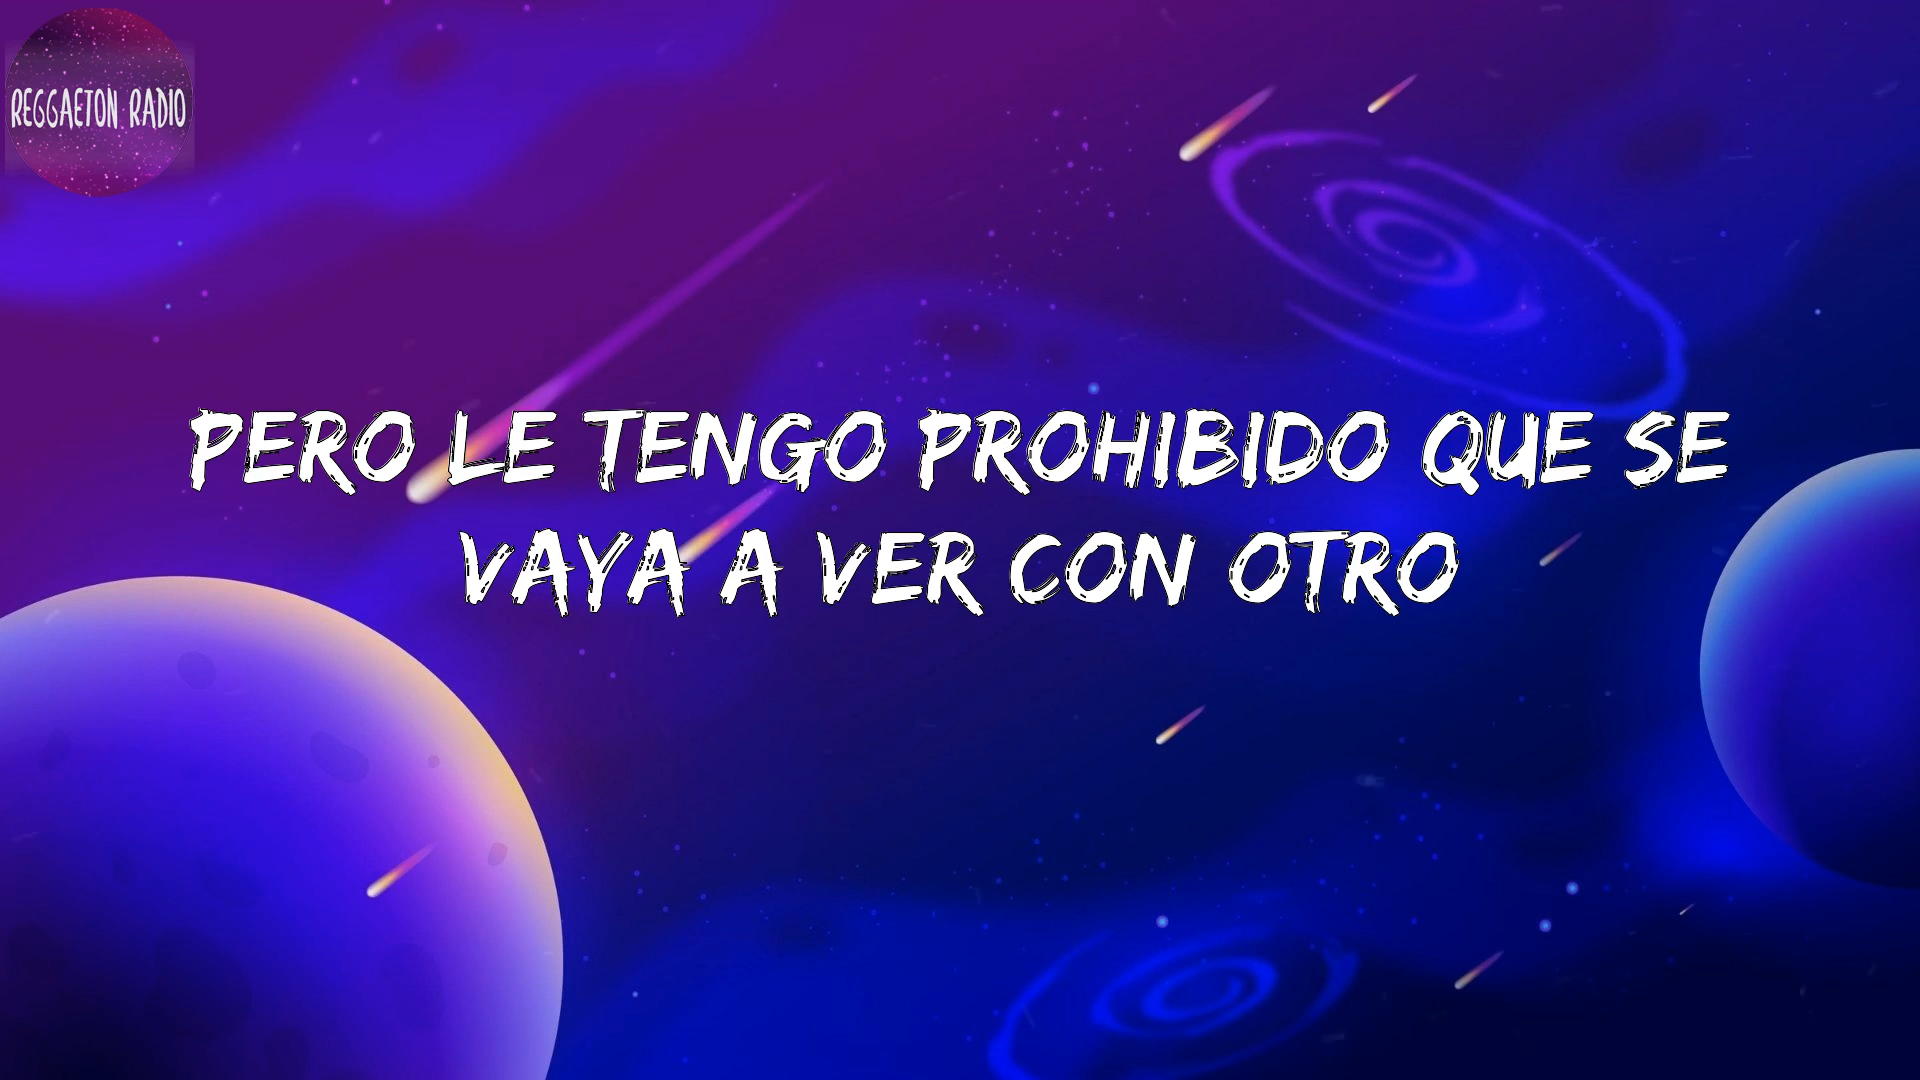 REGGAETON RADIO
PERO LE TENGO PROHIBIDO QUE SE
VAYA A VER CON OTRO